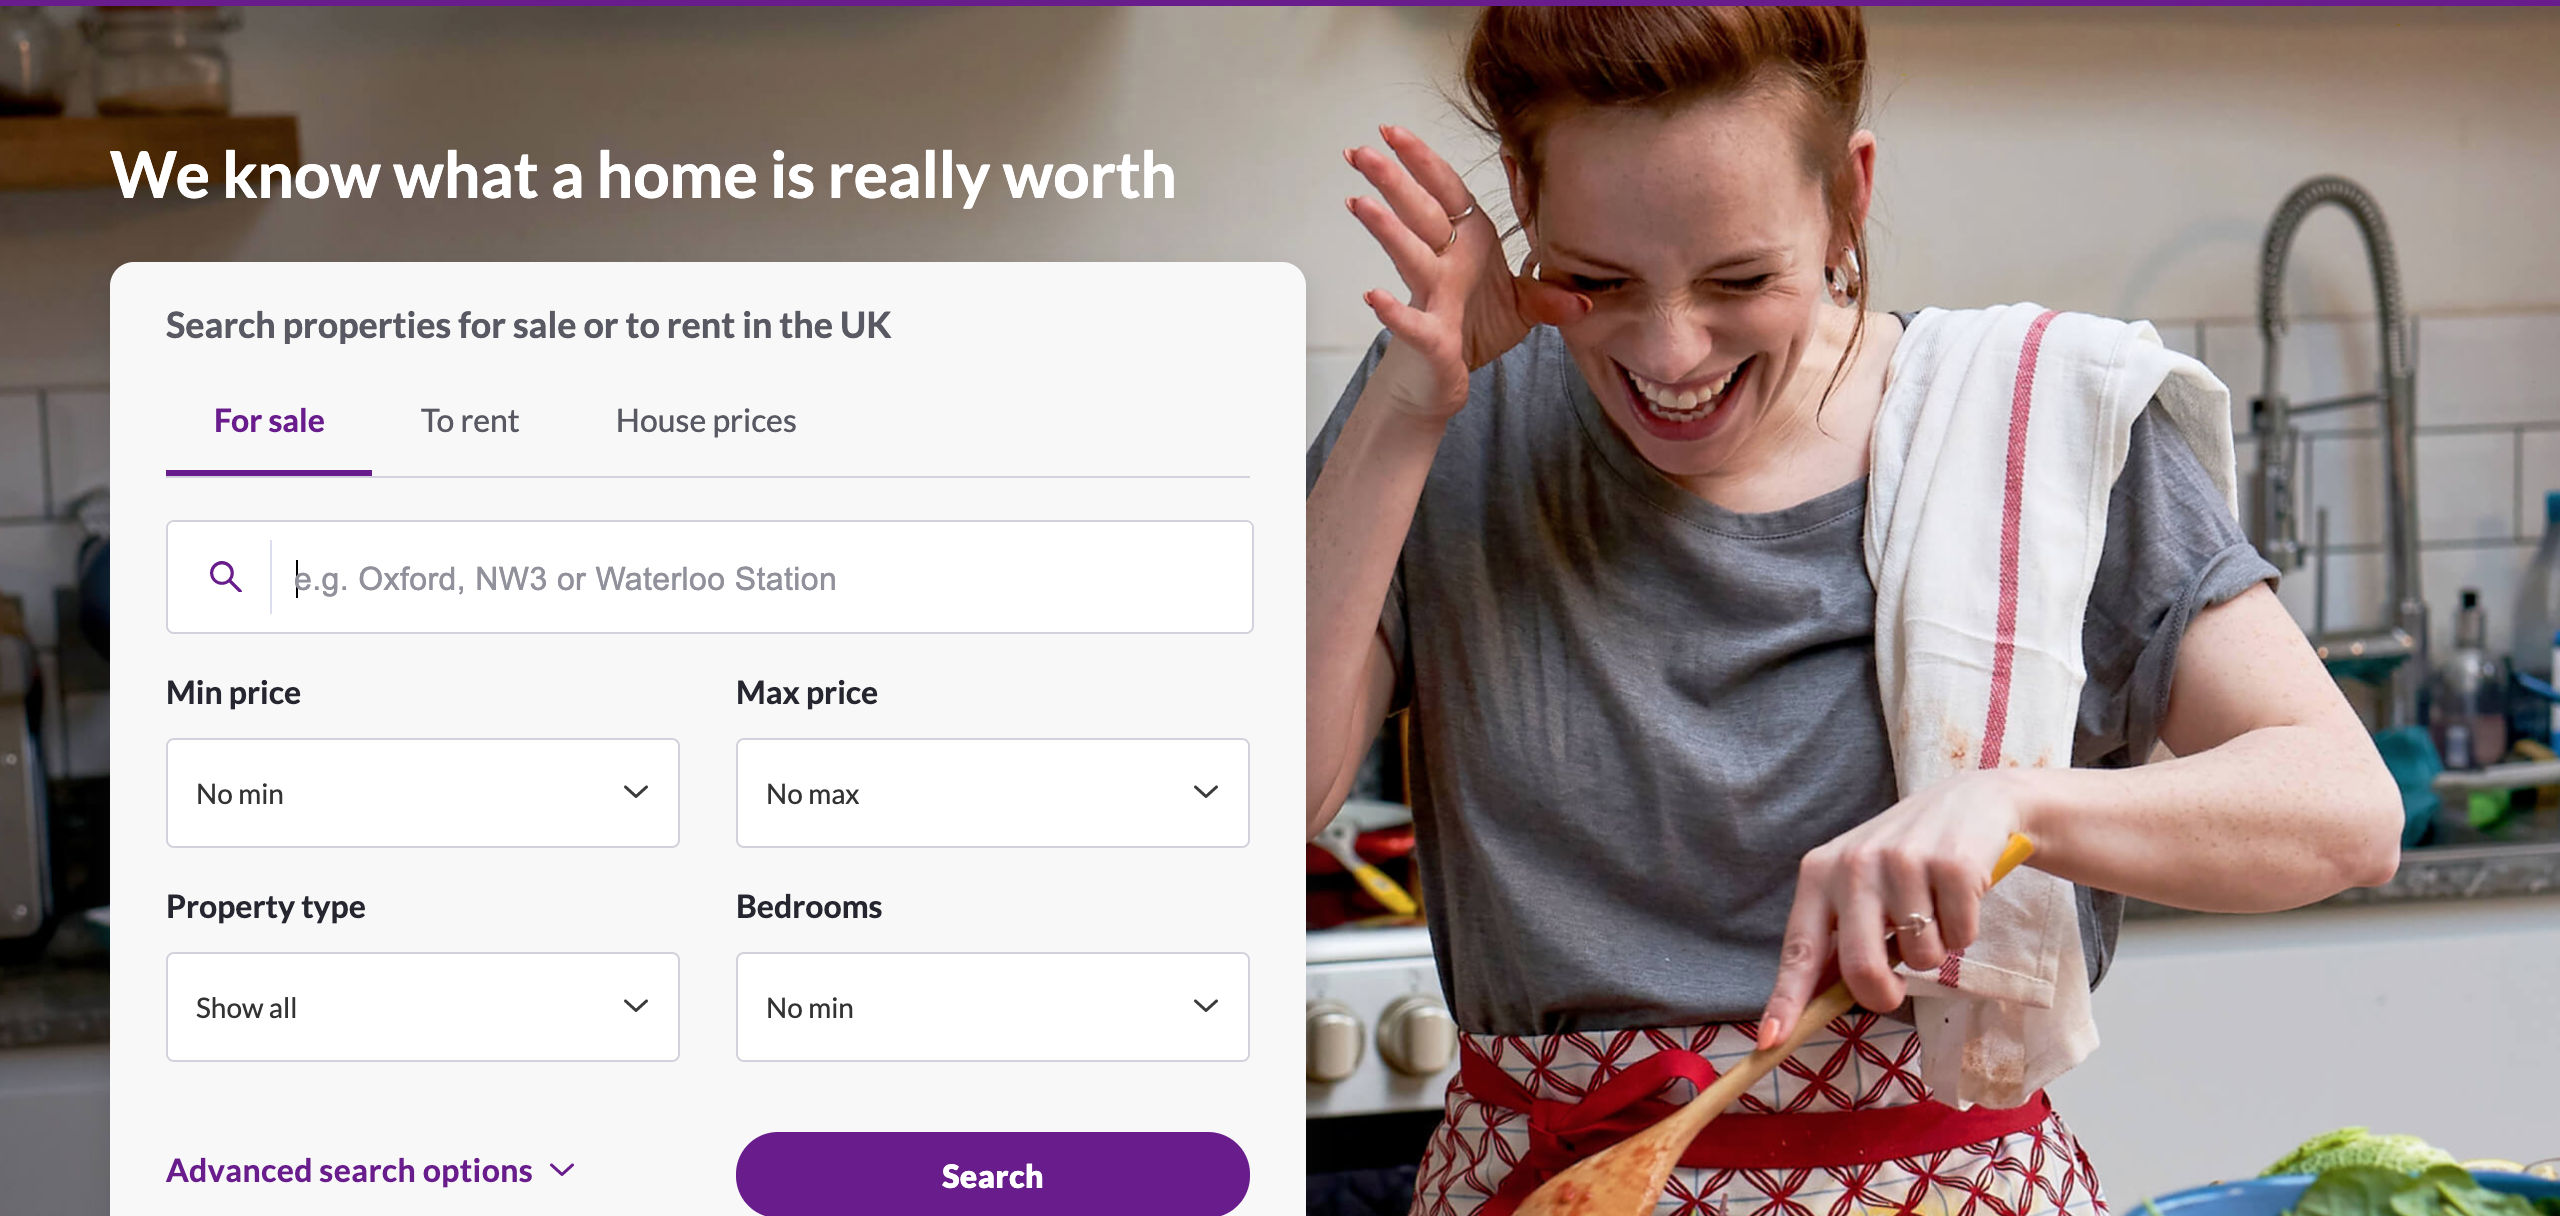 We know what a home is really worth
Search properties for sale or to rent in the UK
For sale To rent House prices
e.g. Oxford, NW3 or Waterloo Station
Min price Max price
No min No max
Property type Bedrooms
Show all No min
Advanced search options Search